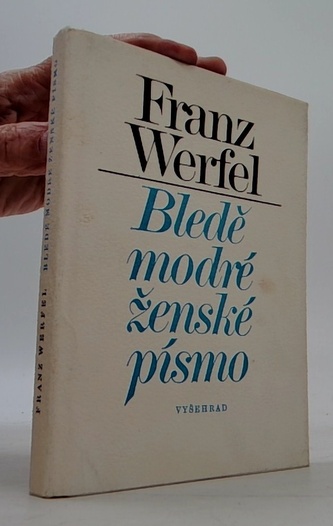 Franz
Werfel
Bledě
modré
ženské
písmo
VYŠEHRAD
FRANZ WERFEL BLEDĚ MODRÉ ŽENSKÉ PÍSMO